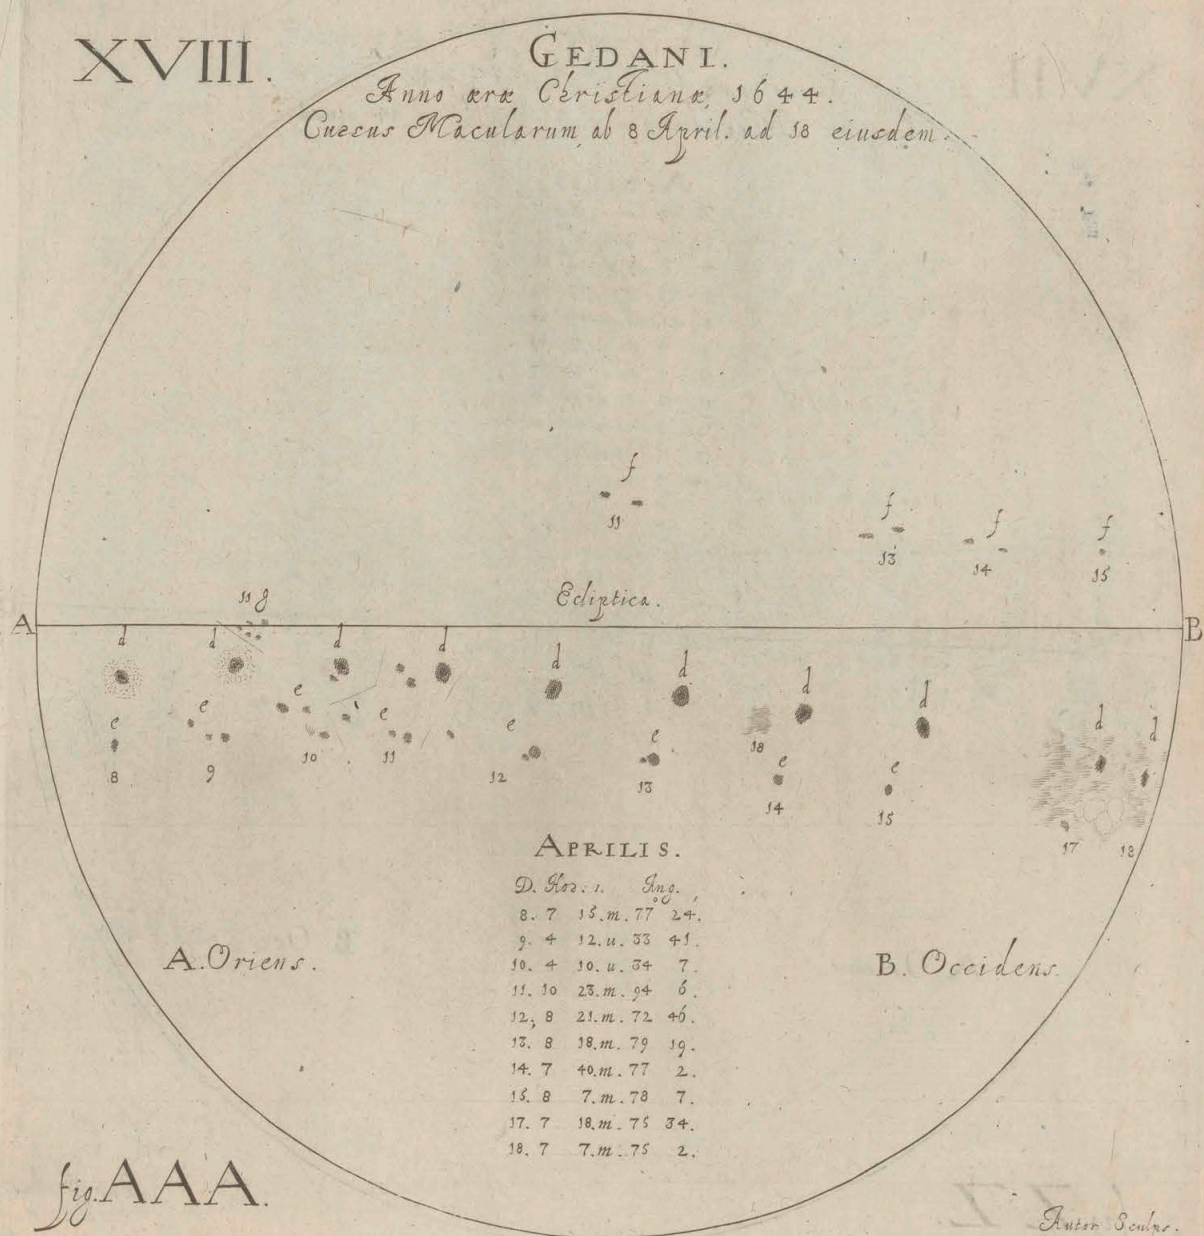 XVIII.
GEDANI.
Anno æræ Christianæ, 1644.
Cursus Macularum ab 8 April. ad 18 eiusdem.
f
11
f
13
f
14
f
15
11 g
Ecliptica.
A
B
d d d d d d d d d d
e e e e e e e e
8 9 10 11 12 13 18 14 15 17 18
APRILIS.
D. Hor. 1. Ang.
° '
8. 7 15. m. 77 24.
9. 4 12. u. 33 41.
10. 4 10. u. 34 7.
11. 10 23. m. 94 6.
12. 8 21. m. 72 46.
13. 8 18. m. 79 19.
14. 7 40. m. 77 2.
15. 8 7. m. 78 7.
17. 7 18. m. 75 34.
18. 7 7. m. 75 2.
A. Oriens.
B. Occidens.
fig. AAA.
Autor Sculps.